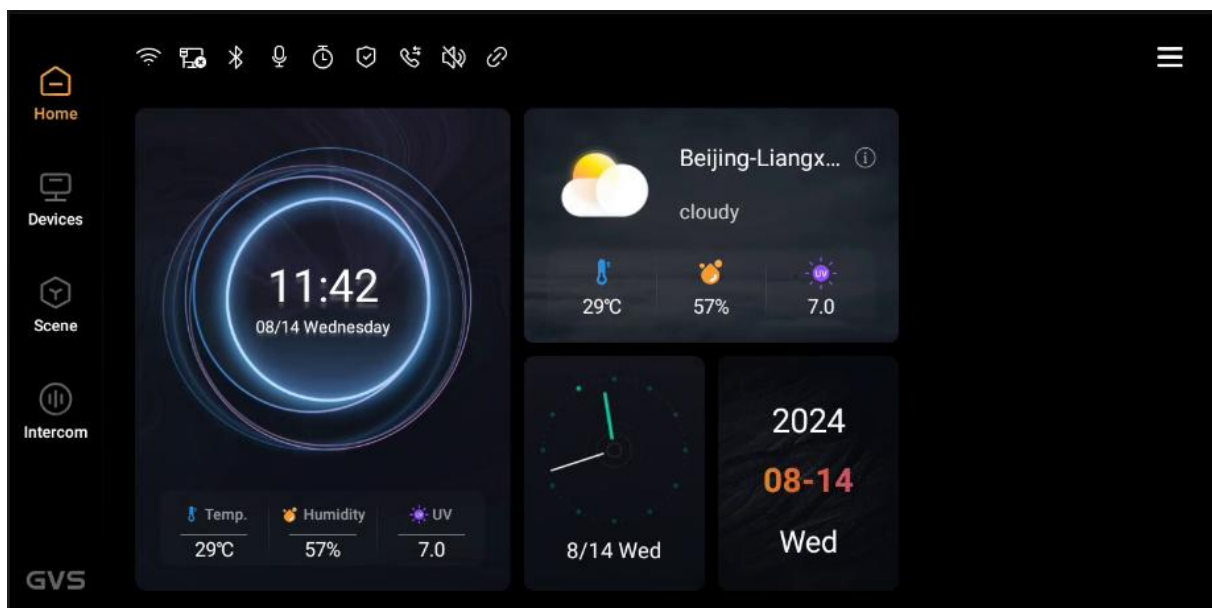 Home
Devices
Scene
Intercom
GVS
11:42
08/14 Wednesday
Temp. Humidity UV
29℃ 57% 7.0
Beijing-Liangx...
cloudy
UV
29℃ 57% 7.0
8/14 Wed
2024
08-14
Wed